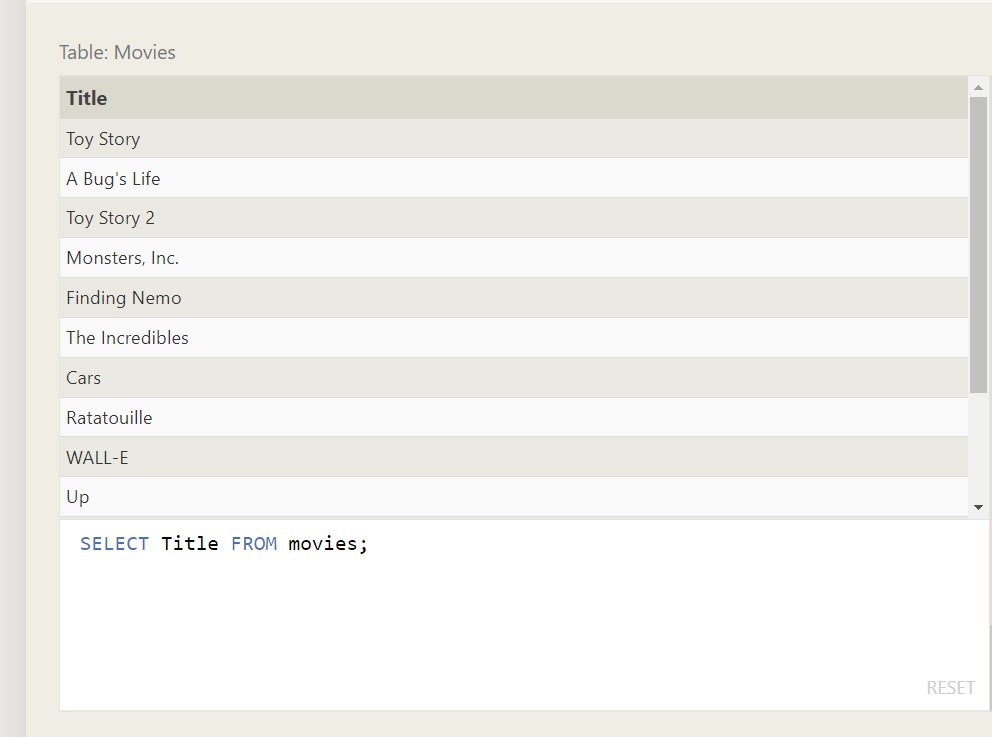 Table: Movies
Title
Toy Story
A Bug's Life
Toy Story 2
Monsters, Inc.
Finding Nemo
The Incredibles
Cars
Ratatouille
WALL-E
Up
SELECT Title FROM movies;
RESET